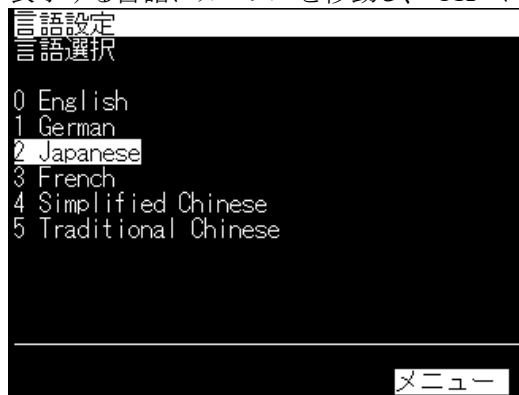 言語設定
言語選択
0 English
1 German
2 Japanese
3 French
4 Simplified Chinese
5 Traditional Chinese
メニュー